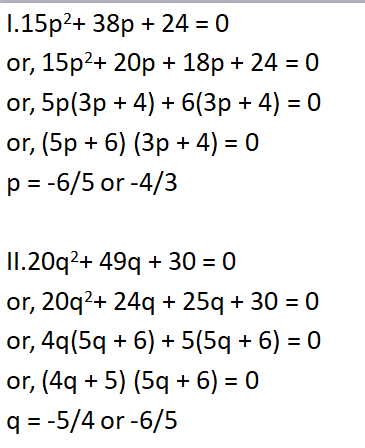 I.15p²+ 38p + 24 = 0
or, 15p²+ 20p + 18p + 24 = 0
or, 5p(3p + 4) + 6(3p + 4) = 0
or, (5p + 6) (3p + 4) = 0
p = -6/5 or -4/3
II.20q²+ 49q + 30 = 0
or, 20q²+ 24q + 25q + 30 = 0
or, 4q(5q + 6) + 5(5q + 6) = 0
or, (4q + 5) (5q + 6) = 0
q = -5/4 or -6/5